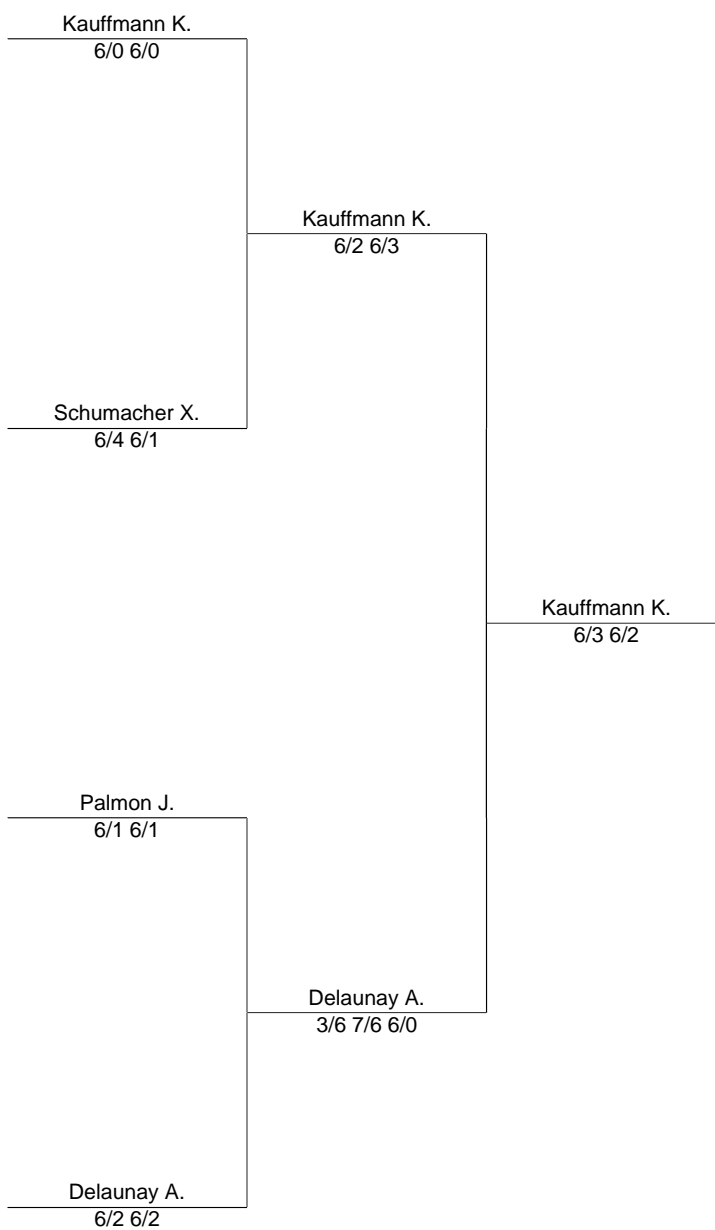 Kauffmann K.
6/0 6/0
Kauffmann K.
6/2 6/3
Schumacher X.
6/4 6/1
Kauffmann K.
6/3 6/2
Palmon J.
6/1 6/1
Delaunay A.
3/6 7/6 6/0
Delaunay A.
6/2 6/2